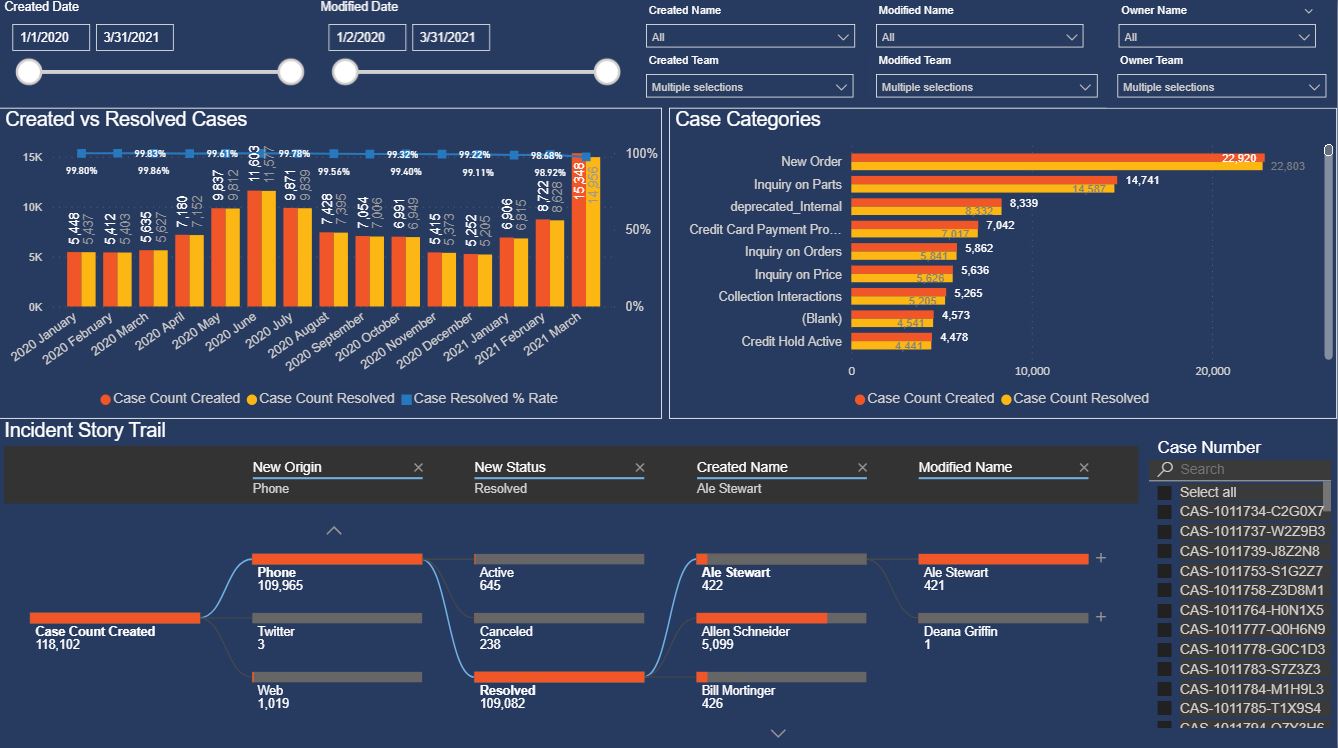 Created Date
Modified Date
Created Name
Modified Name
Owner Name
1/1/2020
3/31/2021
1/2/2020
3/31/2021
All
All
All
Created Team
Modified Team
Owner Team
Multiple selections
Multiple selections
Multiple selections
Created vs Resolved Cases
15K
10K
5K
0K
100%
50%
0%
99.80%
99.83%
99.86%
99.61%
99.78%
99.56%
99.32%
99.40%
99.22%
99.11%
98.68%
98.92%
5,448
5,437
5,412
5,403
5,635
5,627
7,180
7,152
9,837
9,812
11,603
11,577
9,871
9,839
7,428
7,395
7,054
7,006
6,991
6,949
5,415
5,373
5,252
5,205
6,906
6,815
8,722
8,628
15,348
14,956
2020 January
2020 February
2020 March
2020 April
2020 May
2020 June
2020 July
2020 August
2020 September
2020 October
2020 November
2020 December
2021 January
2021 February
2021 March
Case Count Created
Case Count Resolved
Case Resolved % Rate
Case Categories
New Order
22,920
22,803
Inquiry on Parts
14,741
14,587
deprecated_Internal
8,339
8,332
Credit Card Payment Pro...
7,042
7,017
Inquiry on Orders
5,862
5,841
Inquiry on Price
5,636
5,626
Collection Interactions
5,265
5,205
(Blank)
4,573
4,541
Credit Hold Active
4,478
4,441
0
10,000
20,000
Case Count Created
Case Count Resolved
Incident Story Trail
New Origin
Phone
New Status
Resolved
Created Name
Ale Stewart
Modified Name
Case Count Created
118,102
Phone
109,965
Twitter
3
Web
1,019
Active
645
Canceled
238
Resolved
109,082
Ale Stewart
422
Allen Schneider
5,099
Bill Mortinger
426
Ale Stewart
421
Deana Griffin
1
Case Number
Search
Select all
CAS-1011734-C2G0X7
CAS-1011737-W2Z9B3
CAS-1011739-J8Z2N8
CAS-1011753-S1G2Z7
CAS-1011758-Z3D8M1
CAS-1011764-H0N1X5
CAS-1011777-Q0H6N9
CAS-1011778-G0C1D3
CAS-1011783-S7Z3Z3
CAS-1011784-M1H9L3
CAS-1011785-T1X9S4